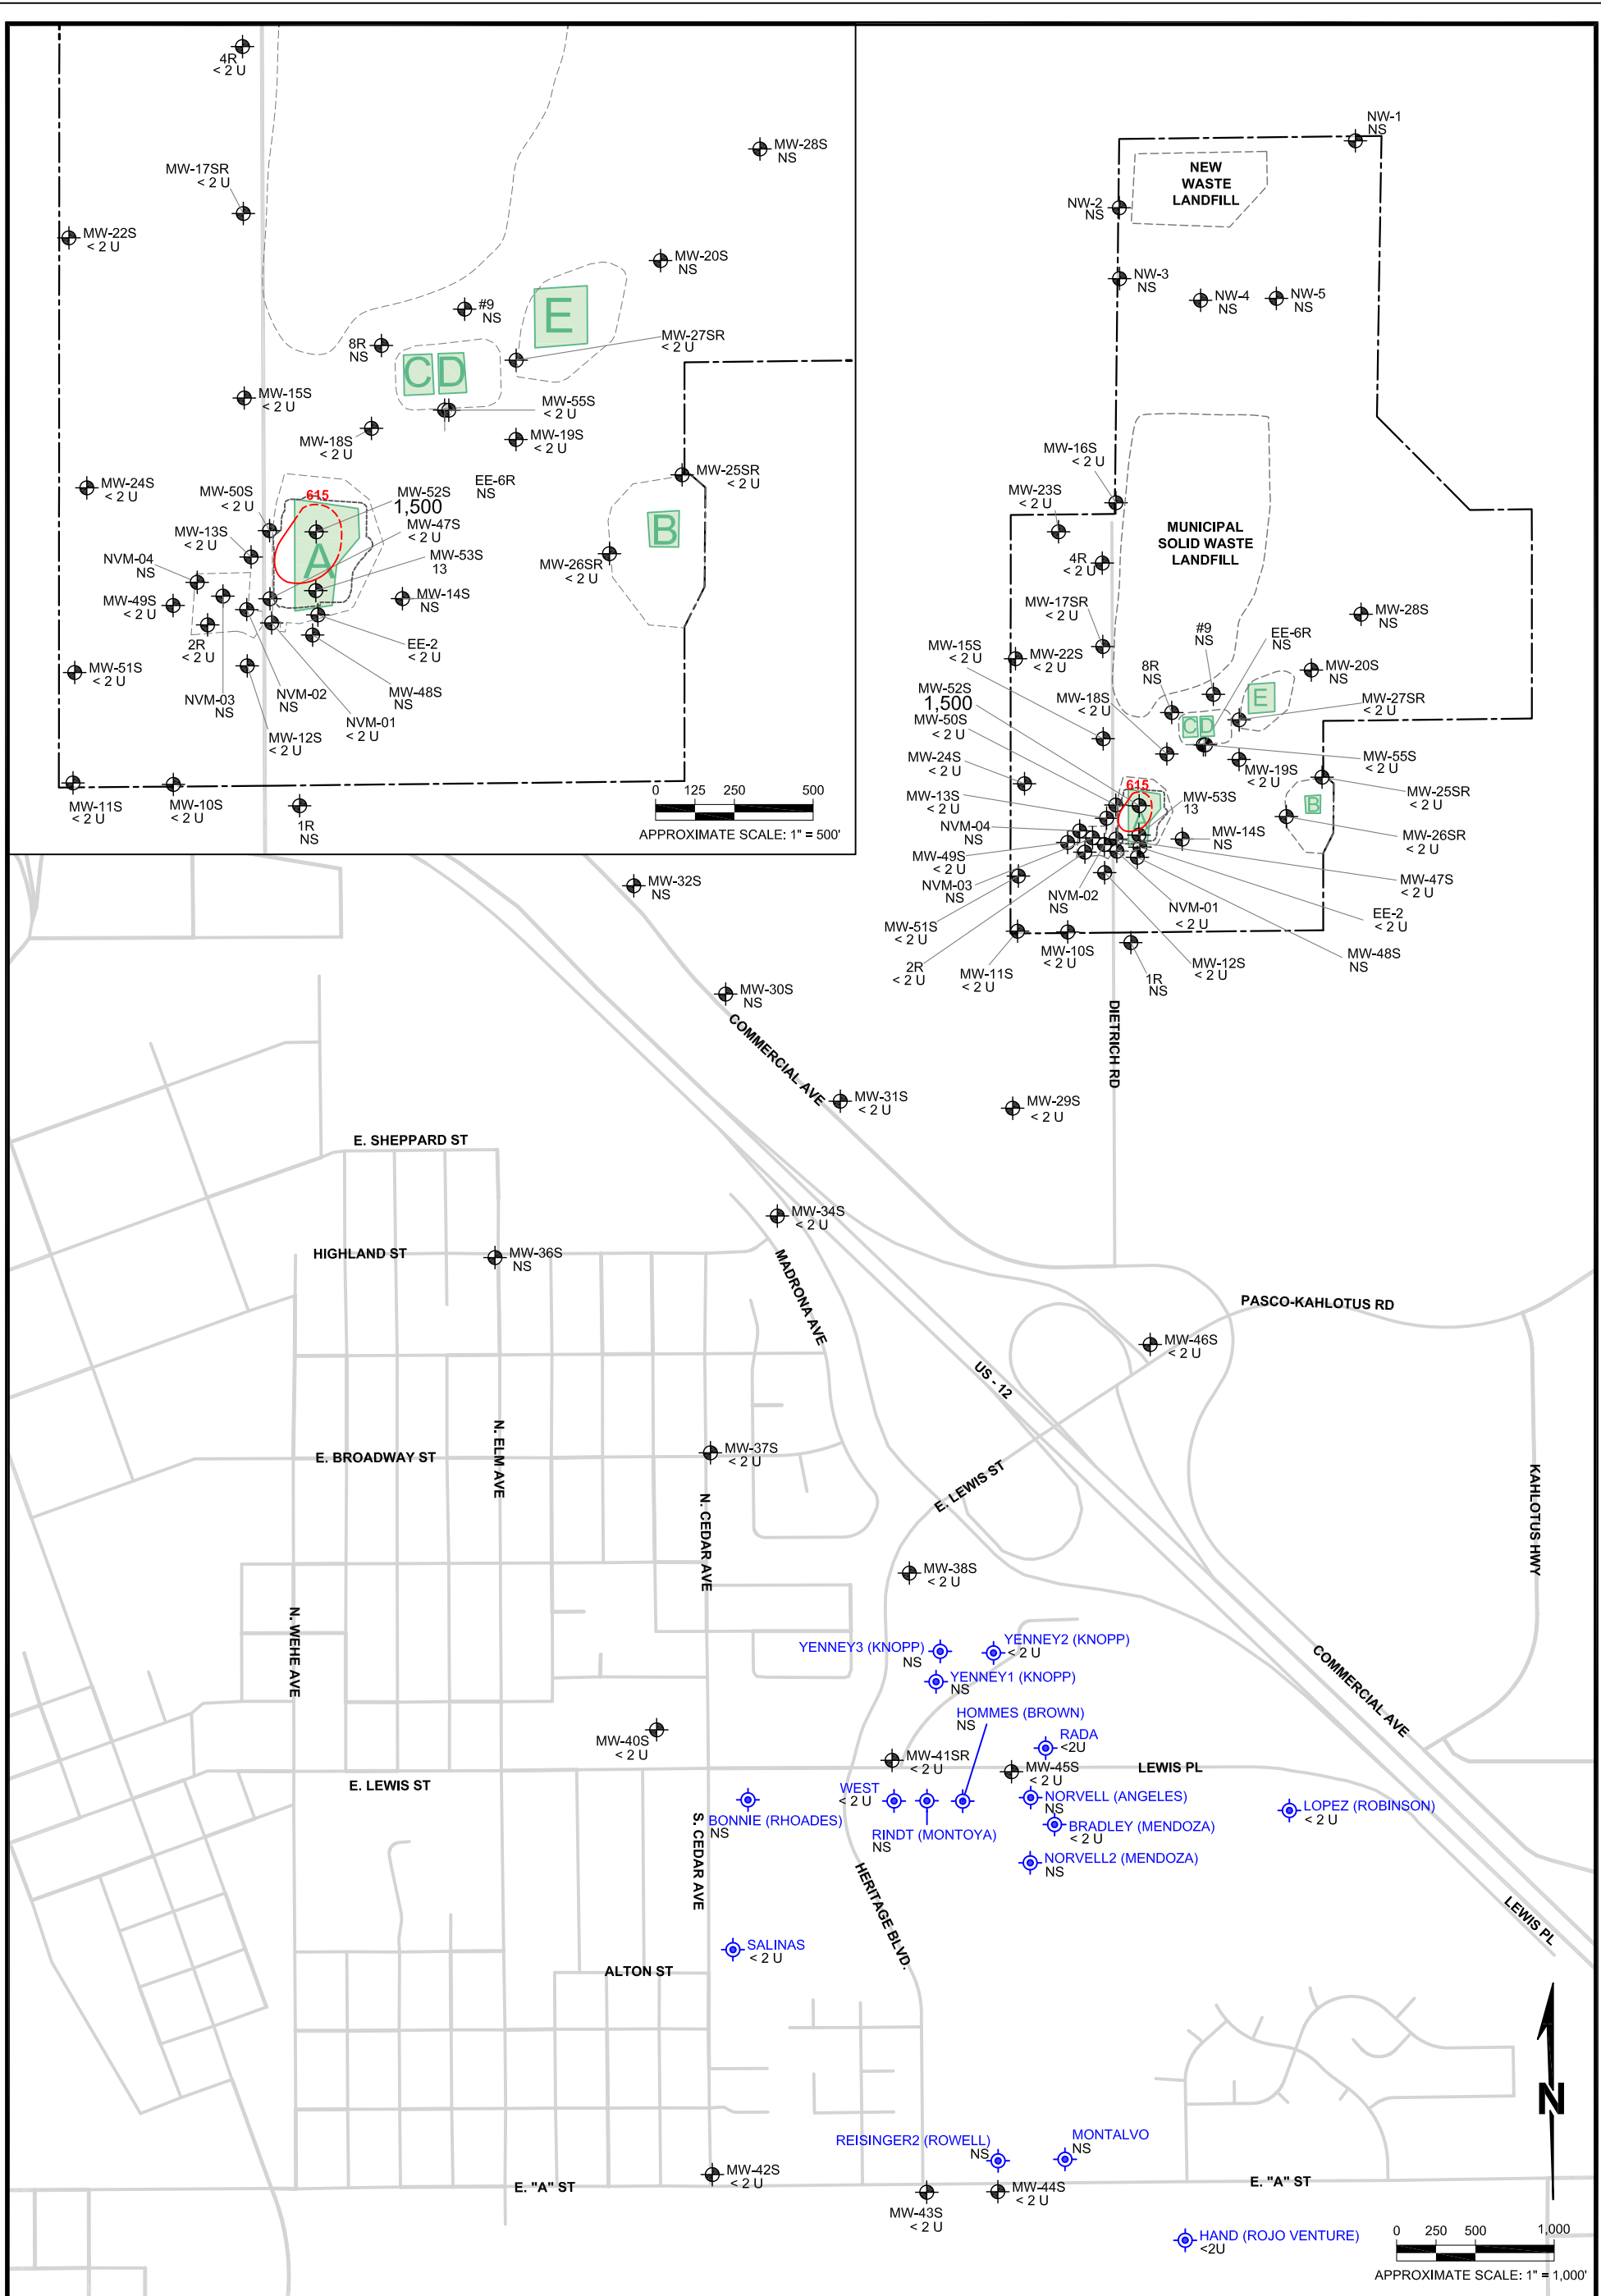 4R
< 2 U
MW-28S
NS
MW-17SR
< 2 U
MW-22S
< 2 U
MW-20S
NS
#9
NS
E
8R
NS
MW-27SR
< 2 U
C D
MW-15S
< 2 U
MW-55S
< 2 U
MW-18S
< 2 U
MW-19S
< 2 U
MW-25SR
< 2 U
EE-6R
NS
MW-24S
< 2 U
MW-50S
< 2 U
615
MW-52S
1,500
MW-47S
< 2 U
MW-13S
< 2 U
A
B
MW-53S
13
NVM-04
NS
MW-26SR
< 2 U
MW-49S
< 2 U
MW-14S
NS
2R
< 2 U
EE-2
< 2 U
MW-51S
< 2 U
NVM-03
NS
NVM-02
NS
MW-48S
NS
NVM-01
< 2 U
MW-12S
< 2 U
MW-11S
< 2 U
MW-10S
< 2 U
1R
NS
0 125 250 500
APPROXIMATE SCALE: 1" = 500'
NW-1
NS
NEW
WASTE
LANDFILL
NW-2
NS
NW-3
NS
NW-4
NS
NW-5
NS
MW-16S
< 2 U
MW-23S
< 2 U
MUNICIPAL
SOLID WASTE
LANDFILL
4R
< 2 U
MW-17SR
< 2 U
MW-28S
NS
#9
NS
EE-6R
NS
MW-15S
< 2 U
MW-22S
< 2 U
8R
NS
MW-20S
NS
MW-52S
1,500
MW-18S
< 2 U
E
MW-27SR
< 2 U
MW-50S
< 2 U
C D
MW-24S
< 2 U
MW-19S
< 2 U
MW-55S
< 2 U
615
MW-13S
< 2 U
MW-53S
13
B
MW-25SR
< 2 U
NVM-04
NS
A
MW-14S
NS
MW-26SR
< 2 U
MW-49S
< 2 U
NVM-03
NS
NVM-02
NS
NVM-01
< 2 U
MW-47S
< 2 U
MW-51S
< 2 U
EE-2
< 2 U
2R
< 2 U
MW-11S
< 2 U
MW-10S
< 2 U
1R
NS
MW-12S
< 2 U
MW-48S
NS
MW-32S
NS
MW-30S
NS
COMMERCIAL AVE
DIETRICH RD
MW-31S
< 2 U
MW-29S
< 2 U
E. SHEPPARD ST
MW-34S
< 2 U
HIGHLAND ST
MW-36S
NS
MADRONA AVE
PASCO-KAHLOTUS RD
MW-46S
< 2 U
US - 12
N. ELM AVE
E. BROADWAY ST
MW-37S
< 2 U
E. LEWIS ST
KAHLOTUS HWY
N. CEDAR AVE
MW-38S
< 2 U
N. WEHE AVE
YENNEY3 (KNOPP)
NS
YENNEY2 (KNOPP)
< 2 U
YENNEY1 (KNOPP)
NS
COMMERCIAL AVE
HOMMES (BROWN)
NS
MW-40S
< 2 U
RADA
<2U
MW-41SR
< 2 U
MW-45S
< 2 U
LEWIS PL
E. LEWIS ST
WEST
< 2 U
BONNIE (RHOADES)
NS
NORVELL (ANGELES)
NS
LOPEZ (ROBINSON)
< 2 U
RINDT (MONTOYA)
NS
BRADLEY (MENDOZA)
< 2 U
NORVELL2 (MENDOZA)
NS
S. CEDAR AVE
HERITAGE BLVD.
LEWIS PL
SALINAS
< 2 U
ALTON ST
N
REISINGER2 (ROWELL)
NS
MONTALVO
NS
MW-42S
< 2 U
E. "A" ST
MW-43S
< 2 U
MW-44S
< 2 U
E. "A" ST
HAND (ROJO VENTURE)
<2U
0 250 500 1,000
APPROXIMATE SCALE: 1" = 1,000'